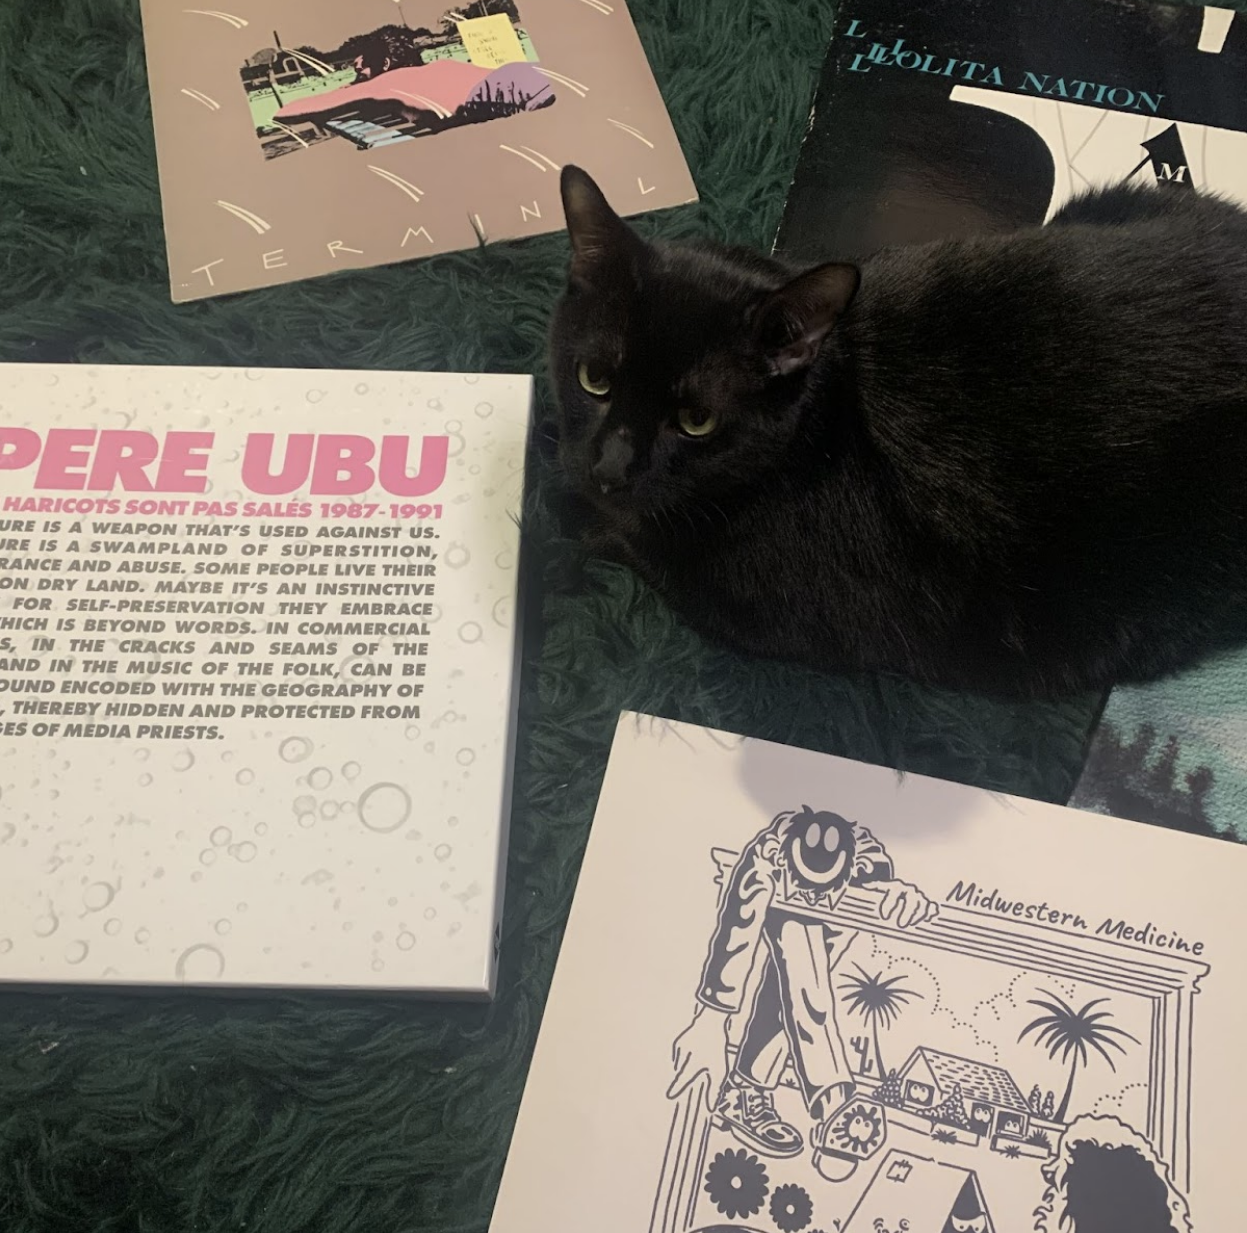 T E R M I N L
L L L
L ILLOLITA NATION
M
PERE UBU
HARICOTS SONT PAS SALÉS 1987-1991
URE IS A WEAPON THAT'S USED AGAINST US.
URE IS A SWAMPLAND OF SUPERSTITION,
RANCE AND ABUSE. SOME PEOPLE LIVE THEIR
ON DRY LAND. MAYBE IT'S AN INSTINCTIVE
FOR SELF-PRESERVATION THEY EMBRACE
HICH IS BEYOND WORDS. IN COMMERCIAL
S, IN THE CRACKS AND SEAMS OF THE
AND IN THE MUSIC OF THE FOLK, CAN BE
OUND ENCODED WITH THE GEOGRAPHY OF
, THEREBY HIDDEN AND PROTECTED FROM
GES OF MEDIA PRIESTS.
Midwestern Medicine